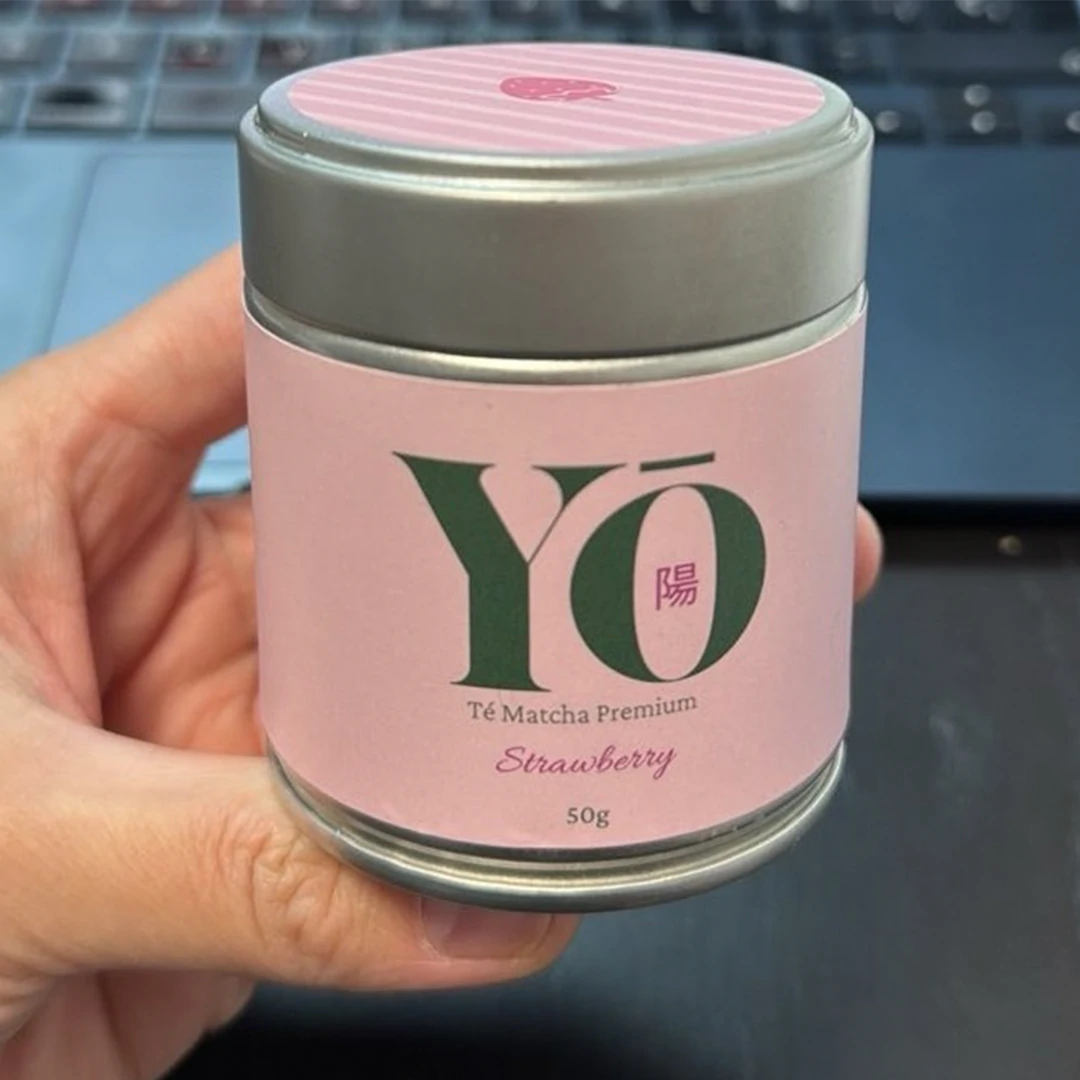 YŌ
陽
Té Matcha Premium
Strawberry
50g